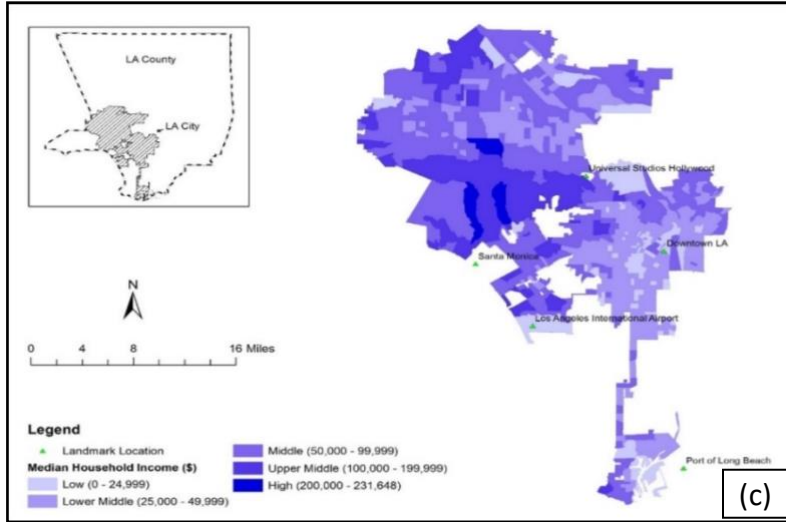 LA County
LA City
Universal Studios Hollywood
Downtown LA
Santa Monica
N
Los Angeles International Airport
0 4 8 16 Miles
Legend
Landmark Location
Median Household Income ($)
Low (0 - 24,999)
Lower Middle (25,000 - 49,999)
Middle (50,000 - 99,999)
Upper Middle (100,000 - 199,999)
High (200,000 - 231,648)
Port of Long Beach
(c)